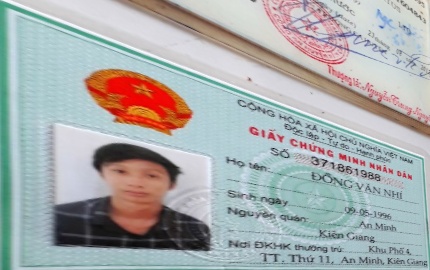 CỘNG HÒA XÃ HỘI CHỦ NGHĨA VIỆT NAM
Độc lập - Tự do - Hạnh phúc
GIẤY CHỨNG MINH NHÂN DÂN
SỐ 371861988
Họ tên: ĐỒNG VĂN NHÍ
Sinh ngày 09-05-1996
Nguyên quán: An Minh
Kiên Giang
Nơi ĐKHK thường trú: Khu Phố 4,
TT. Thứ 11, An Minh, Kiên Giang